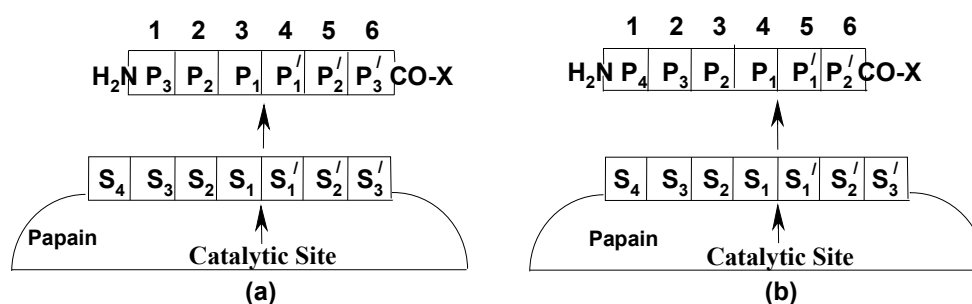 1 2 3 4 5 6
H₂N P₃ P₂ P₁ P₁′ P₂′ P₃′ CO-X
S₄ S₃ S₂ S₁ S₁′ S₂′ S₃′
Papain
Catalytic Site
(a)
1 2 3 4 5 6
H₂N P₄ P₃ P₂ P₁ P₁′ P₂′ CO-X
S₄ S₃ S₂ S₁ S₁′ S₂′ S₃′
Papain
Catalytic Site
(b)